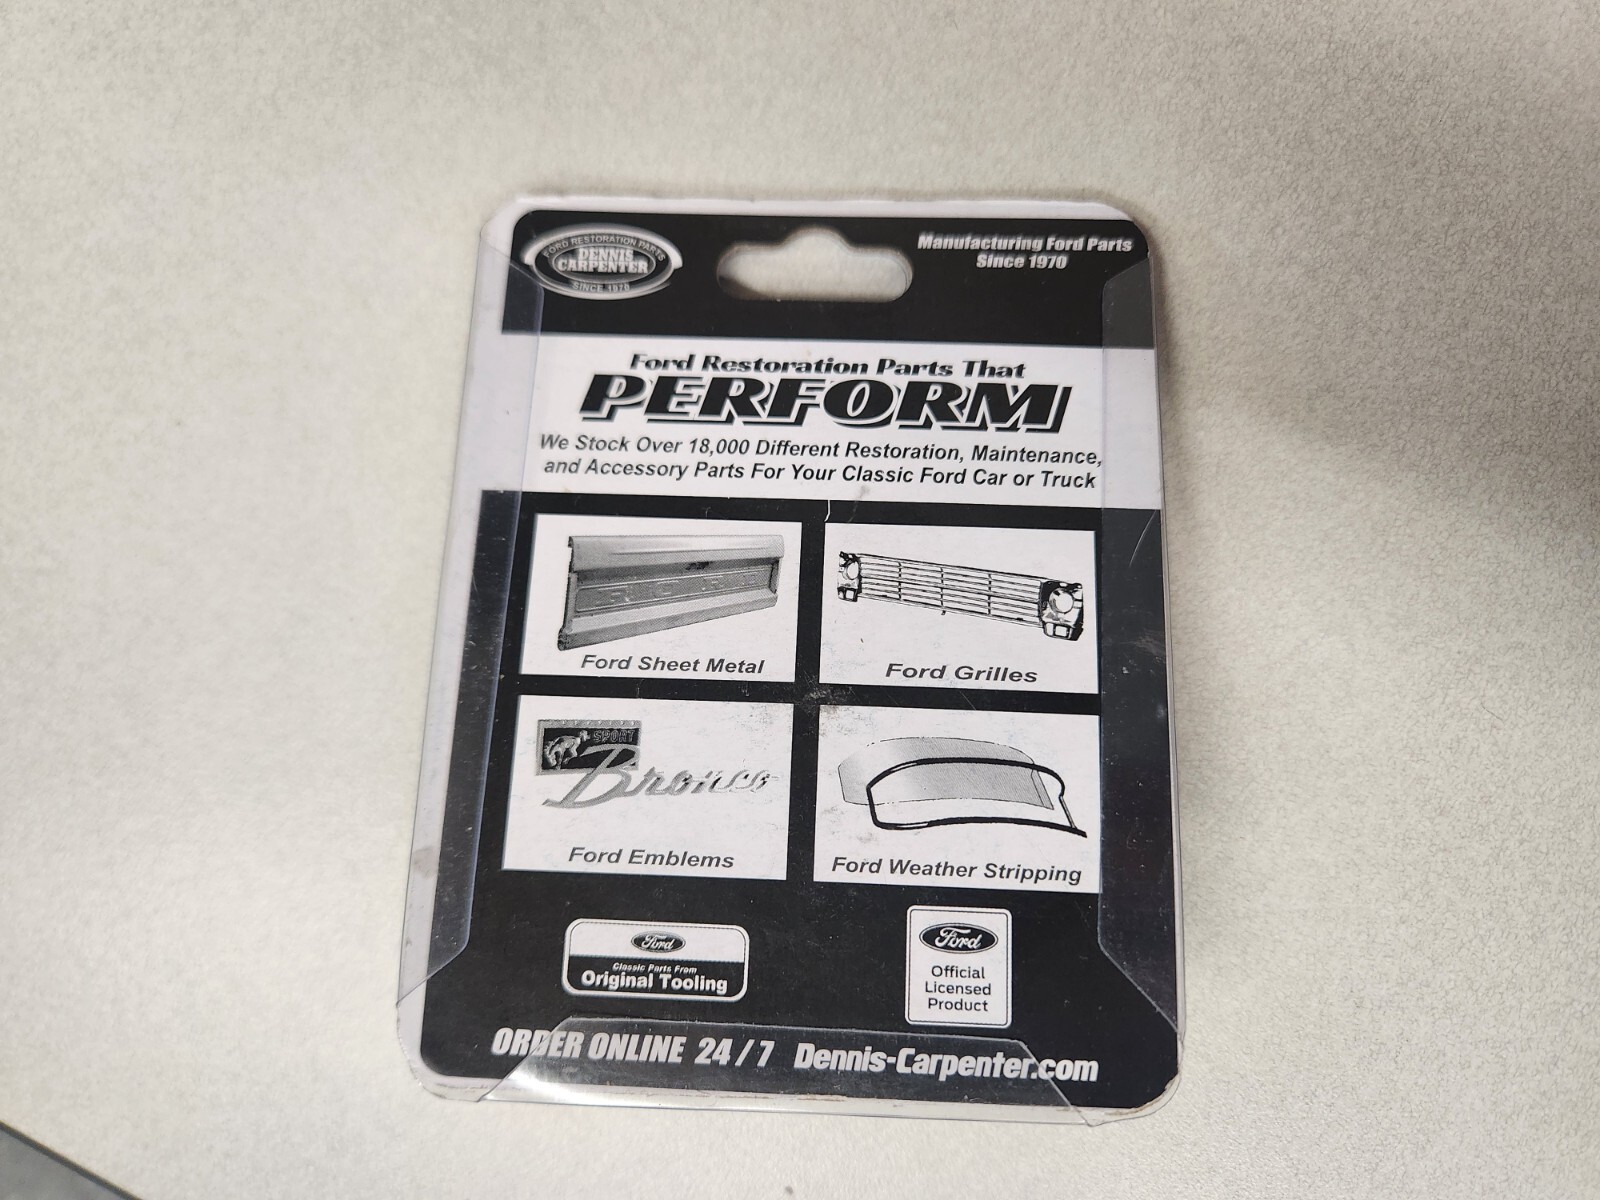 FORD RESTORATION PARTS
DENNIS
CARPENTER
SINCE 1970
Manufacturing Ford Parts
Since 1970
Ford Restoration Parts That
PERFORM
We Stock Over 18,000 Different Restoration, Maintenance,
and Accessory Parts For Your Classic Ford Car or Truck
FORD
Ford Sheet Metal
Ford Grilles
SPORT
Bronco
Ford Emblems
Ford Weather Stripping
Ford
Classic Parts From
Original Tooling
Ford
Official
Licensed
Product
ORDER ONLINE 24 / 7 Dennis-Carpenter.com